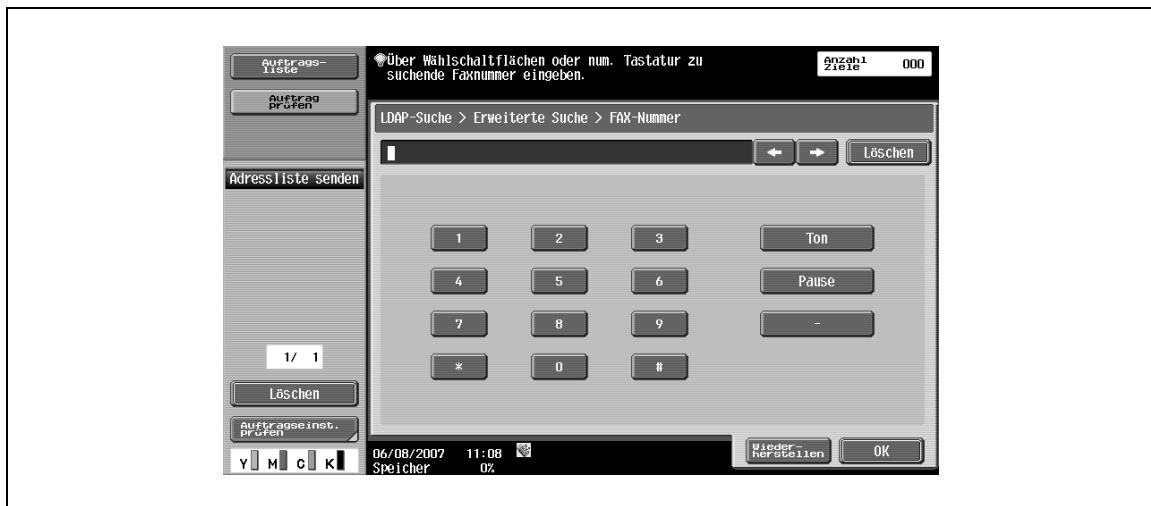 Auftrags-
liste
Auftrag
prüfen
Adressliste senden
1/ 1
Löschen
Auftragseinst.
prüfen
Y M C K
Über Wählschaltflächen oder num. Tastatur zu
suchende Faxnummer eingeben.
Anzahl
Ziele 000
LDAP-Suche > Erweiterte Suche > FAX-Nummer
← → Löschen
1 2 3 Ton
4 5 6 Pause
7 8 9 -
* 0 #
06/08/2007 11:08
Speicher 0%
Wieder-
herstellen
OK